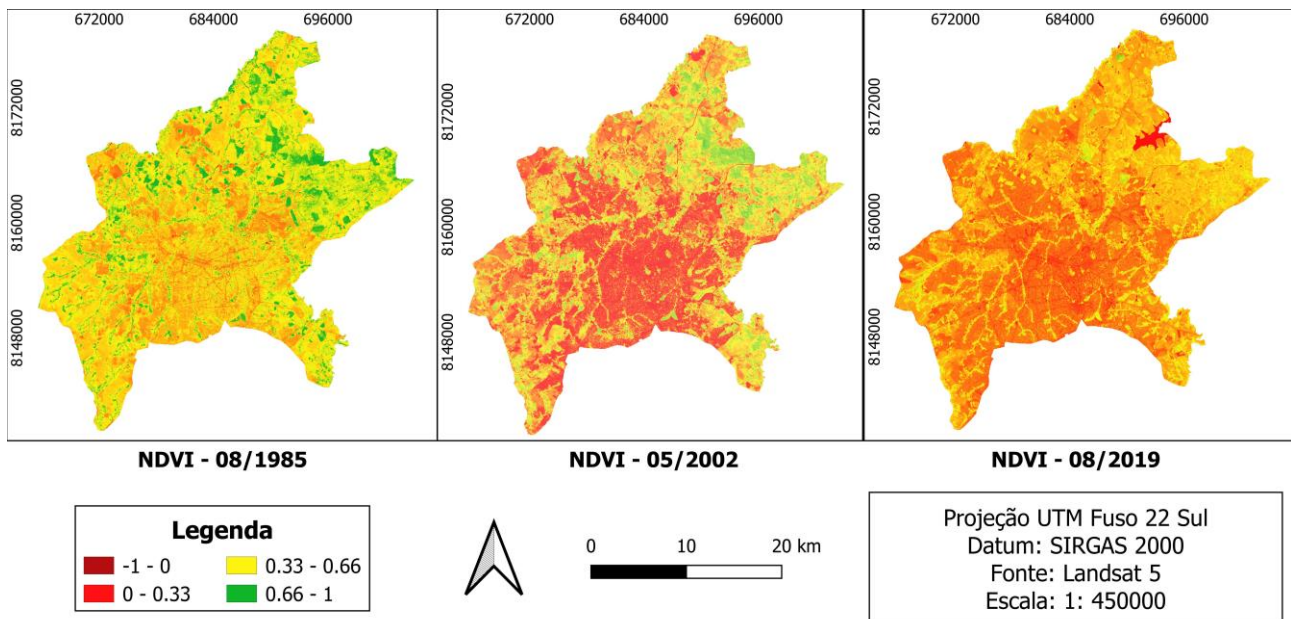 672000 684000 696000
672000 684000 696000
672000 684000 696000
8172000
8160000
8148000
8172000
8160000
8148000
8172000
8160000
8148000
NDVI - 08/1985
NDVI - 05/2002
NDVI - 08/2019
Legenda
-1 - 0
0.33 - 0.66
0 - 0.33
0.66 - 1
0 10 20 km
Projeção UTM Fuso 22 Sul
Datum: SIRGAS 2000
Fonte: Landsat 5
Escala: 1: 450000